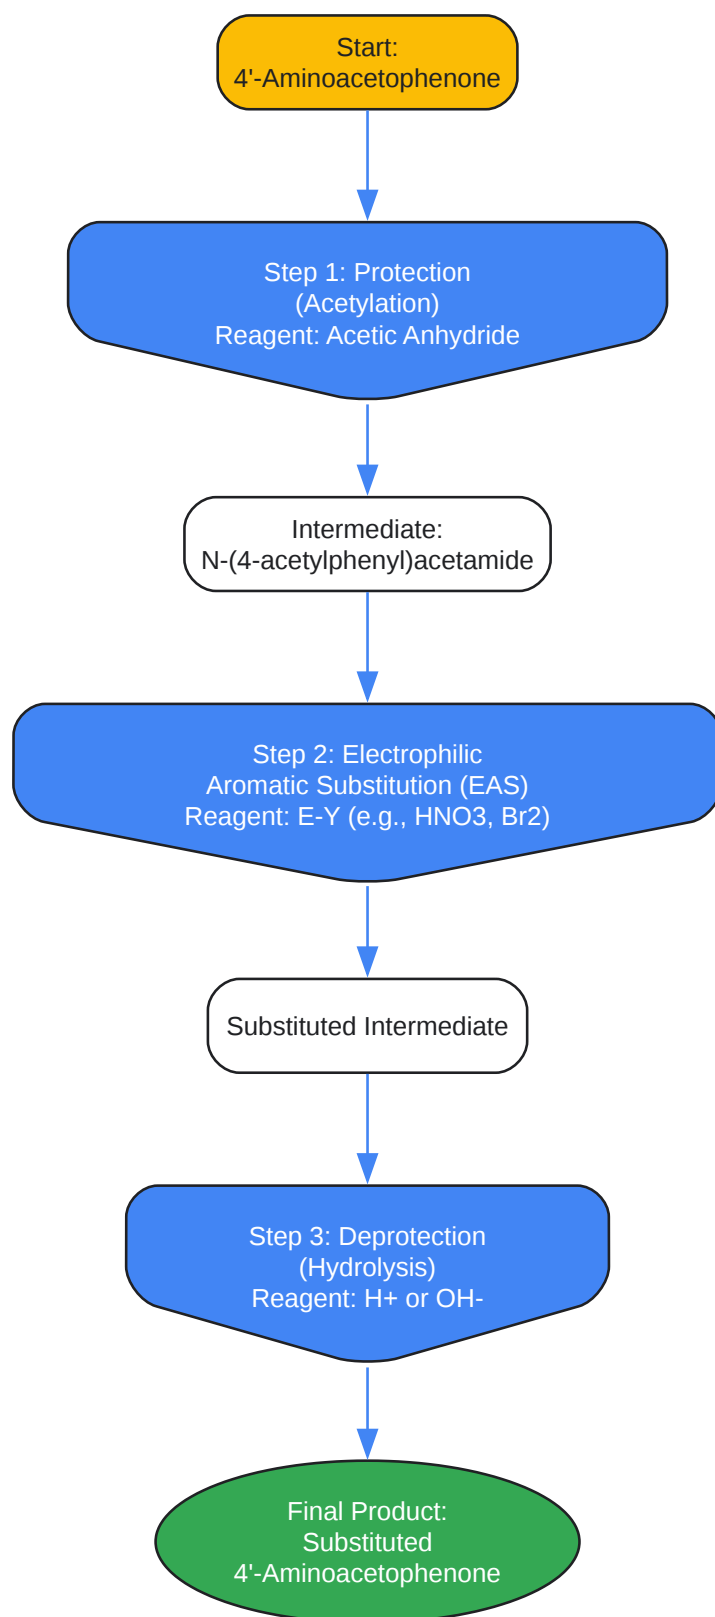 Start:
4'-Aminoacetophenone
Step 1: Protection
(Acetylation)
Reagent: Acetic Anhydride
Intermediate:
N-(4-acetylphenyl)acetamide
Step 2: Electrophilic
Aromatic Substitution (EAS)
Reagent: E-Y (e.g., HNO3, Br2)
Substituted Intermediate
Step 3: Deprotection
(Hydrolysis)
Reagent: H+ or OH-
Final Product:
Substituted
4'-Aminoacetophenone